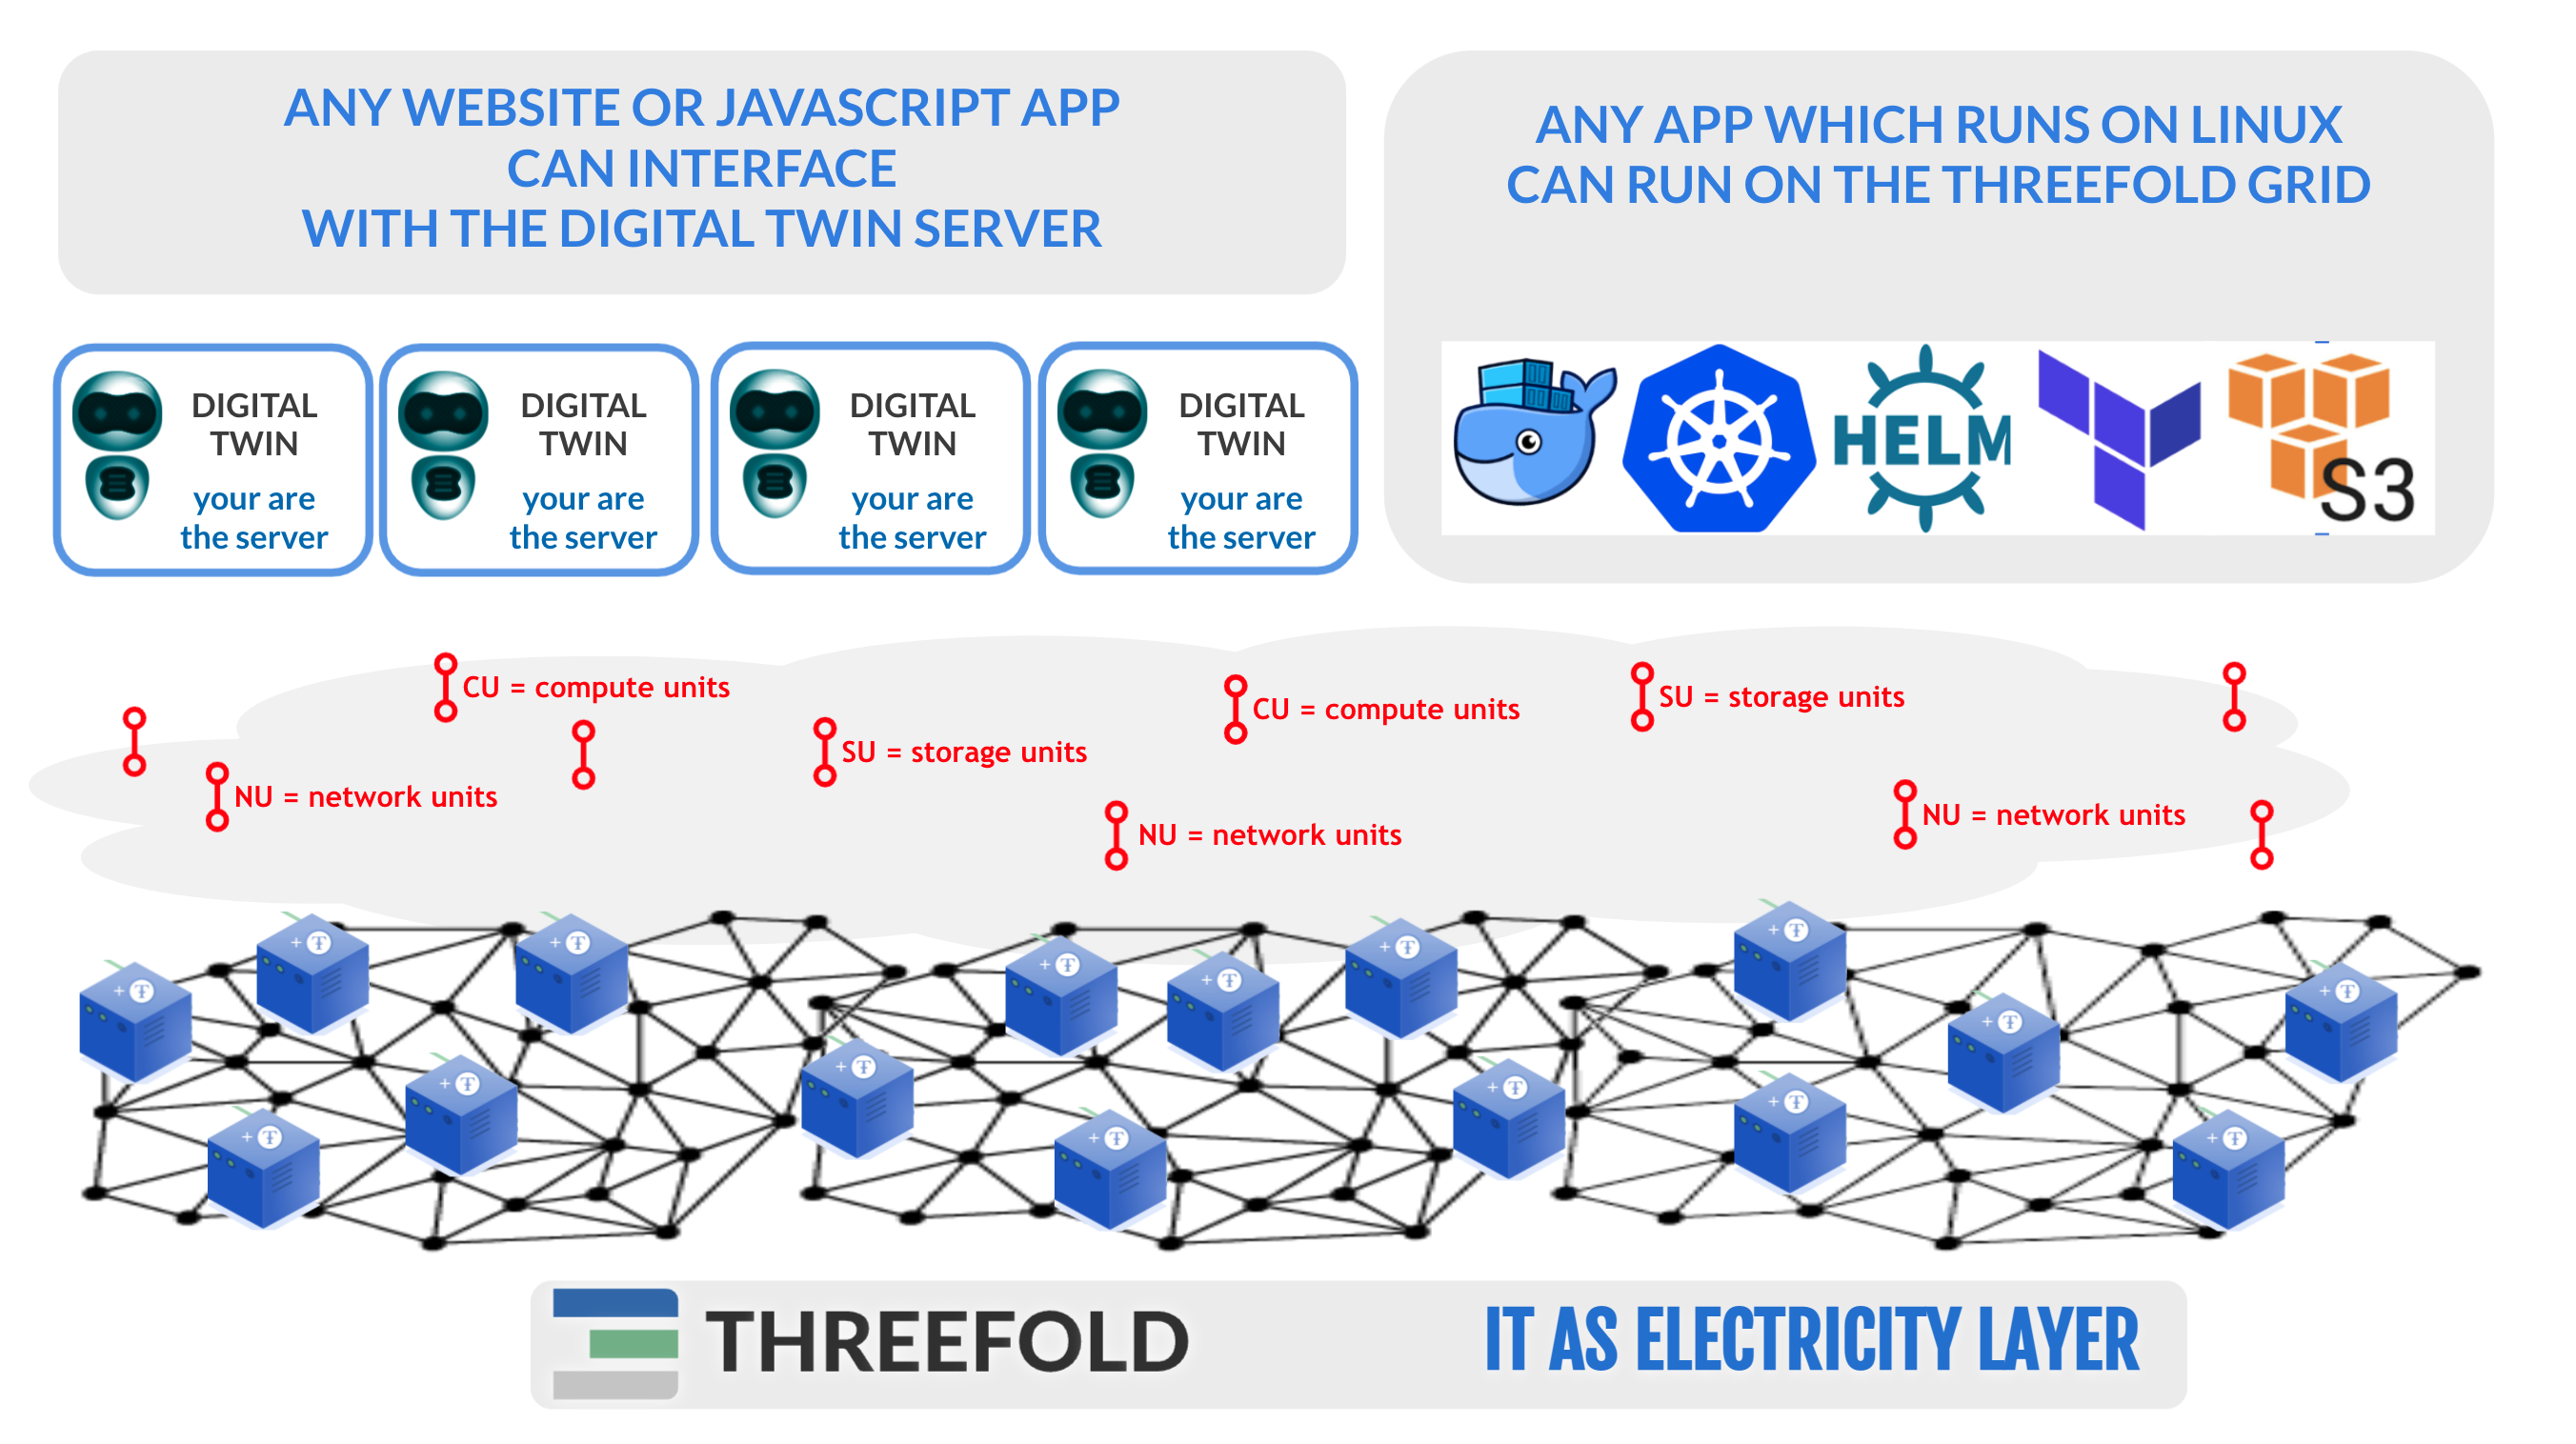 ANY WEBSITE OR JAVASCRIPT APP
CAN INTERFACE
WITH THE DIGITAL TWIN SERVER
ANY APP WHICH RUNS ON LINUX
CAN RUN ON THE THREEFOLD GRID
DIGITAL
TWIN
your are
the server
DIGITAL
TWIN
your are
the server
DIGITAL
TWIN
your are
the server
DIGITAL
TWIN
your are
the server
HELM
S3
CU = compute units
SU = storage units
NU = network units
CU = compute units
SU = storage units
NU = network units
NU = network units
THREEFOLD
IT AS ELECTRICITY LAYER